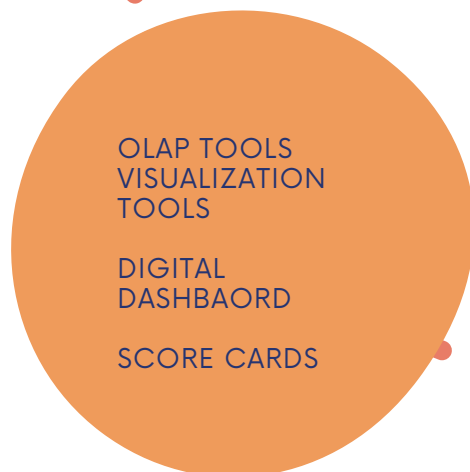 OLAP TOOLS
VISUALIZATION
TOOLS
DIGITAL
DASHBAORD
SCORE CARDS